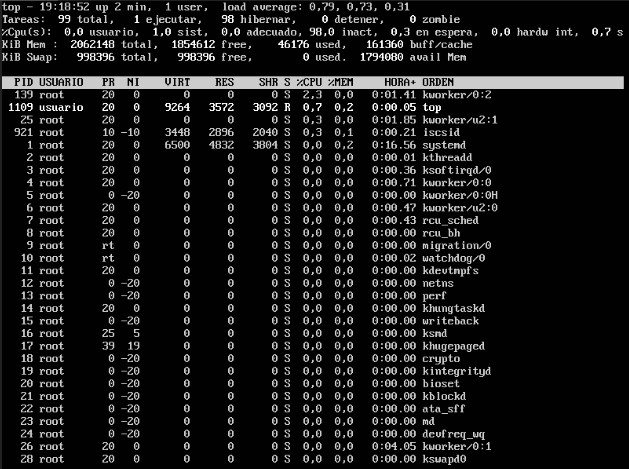 top - 19:18:52 up 2 min,  1 user,  load average: 0,79, 0,73, 0,31
Tareas:  99 total,   1 ejecutar,  98 hibernar,    0 detener,    0 zombie
%Cpu(s):  0,0 usuario,  1,0 sist,  0,0 adecuado, 98,0 inact,  0,3 en espera,  0,0 hardw int,  0,7 s
KiB Mem :  2062148 total,  1854612 free,    46176 used,   161360 buff/cache
KiB Swap:   998396 total,   998396 free,        0 used.  1794080 avail Mem
PID USUARIO PR NI VIRT RES SHR S %CPU %MEM HORA+ ORDEN
139 root 20 0 0 0 0 S 2,3 0,0 0:01.41 kworker/0:2
1109 usuario 20 0 9264 3572 3092 R 0,7 0,2 0:00.05 top
25 root 20 0 0 0 0 S 0,3 0,0 0:01.85 kworker/u2:1
921 root 10 -10 3448 2896 2040 S 0,3 0,1 0:00.21 iscsid
1 root 20 0 6500 4832 3804 S 0,0 0,2 0:16.56 systemd
2 root 20 0 0 0 0 S 0,0 0,0 0:00.01 kthreadd
3 root 20 0 0 0 0 S 0,0 0,0 0:00.36 ksoftirqd/0
4 root 20 0 0 0 0 S 0,0 0,0 0:00.71 kworker/0:0
5 root 0 -20 0 0 0 S 0,0 0,0 0:00.00 kworker/0:0H
6 root 20 0 0 0 0 S 0,0 0,0 0:00.47 kworker/u2:0
7 root 20 0 0 0 0 S 0,0 0,0 0:00.43 rcu_sched
8 root 20 0 0 0 0 S 0,0 0,0 0:00.00 rcu_bh
9 root rt 0 0 0 0 S 0,0 0,0 0:00.00 migration/0
10 root rt 0 0 0 0 S 0,0 0,0 0:00.02 watchdog/0
11 root 20 0 0 0 0 S 0,0 0,0 0:00.00 kdevtmpfs
12 root 0 -20 0 0 0 S 0,0 0,0 0:00.00 netns
13 root 0 -20 0 0 0 S 0,0 0,0 0:00.00 perf
14 root 20 0 0 0 0 S 0,0 0,0 0:00.00 khungtaskd
15 root 0 -20 0 0 0 S 0,0 0,0 0:00.00 writeback
16 root 25 5 0 0 0 S 0,0 0,0 0:00.00 ksmd
17 root 39 19 0 0 0 S 0,0 0,0 0:00.00 khugepaged
18 root 0 -20 0 0 0 S 0,0 0,0 0:00.00 crypto
19 root 0 -20 0 0 0 S 0,0 0,0 0:00.00 kintegrityd
20 root 0 -20 0 0 0 S 0,0 0,0 0:00.00 bioset
21 root 0 -20 0 0 0 S 0,0 0,0 0:00.00 kblockd
22 root 0 -20 0 0 0 S 0,0 0,0 0:00.00 ata_sff
23 root 0 -20 0 0 0 S 0,0 0,0 0:00.00 md
24 root 0 -20 0 0 0 S 0,0 0,0 0:00.00 devfreq_wq
26 root 20 0 0 0 0 S 0,0 0,0 0:04.05 kworker/0:1
28 root 20 0 0 0 0 S 0,0 0,0 0:00.00 kswapd0